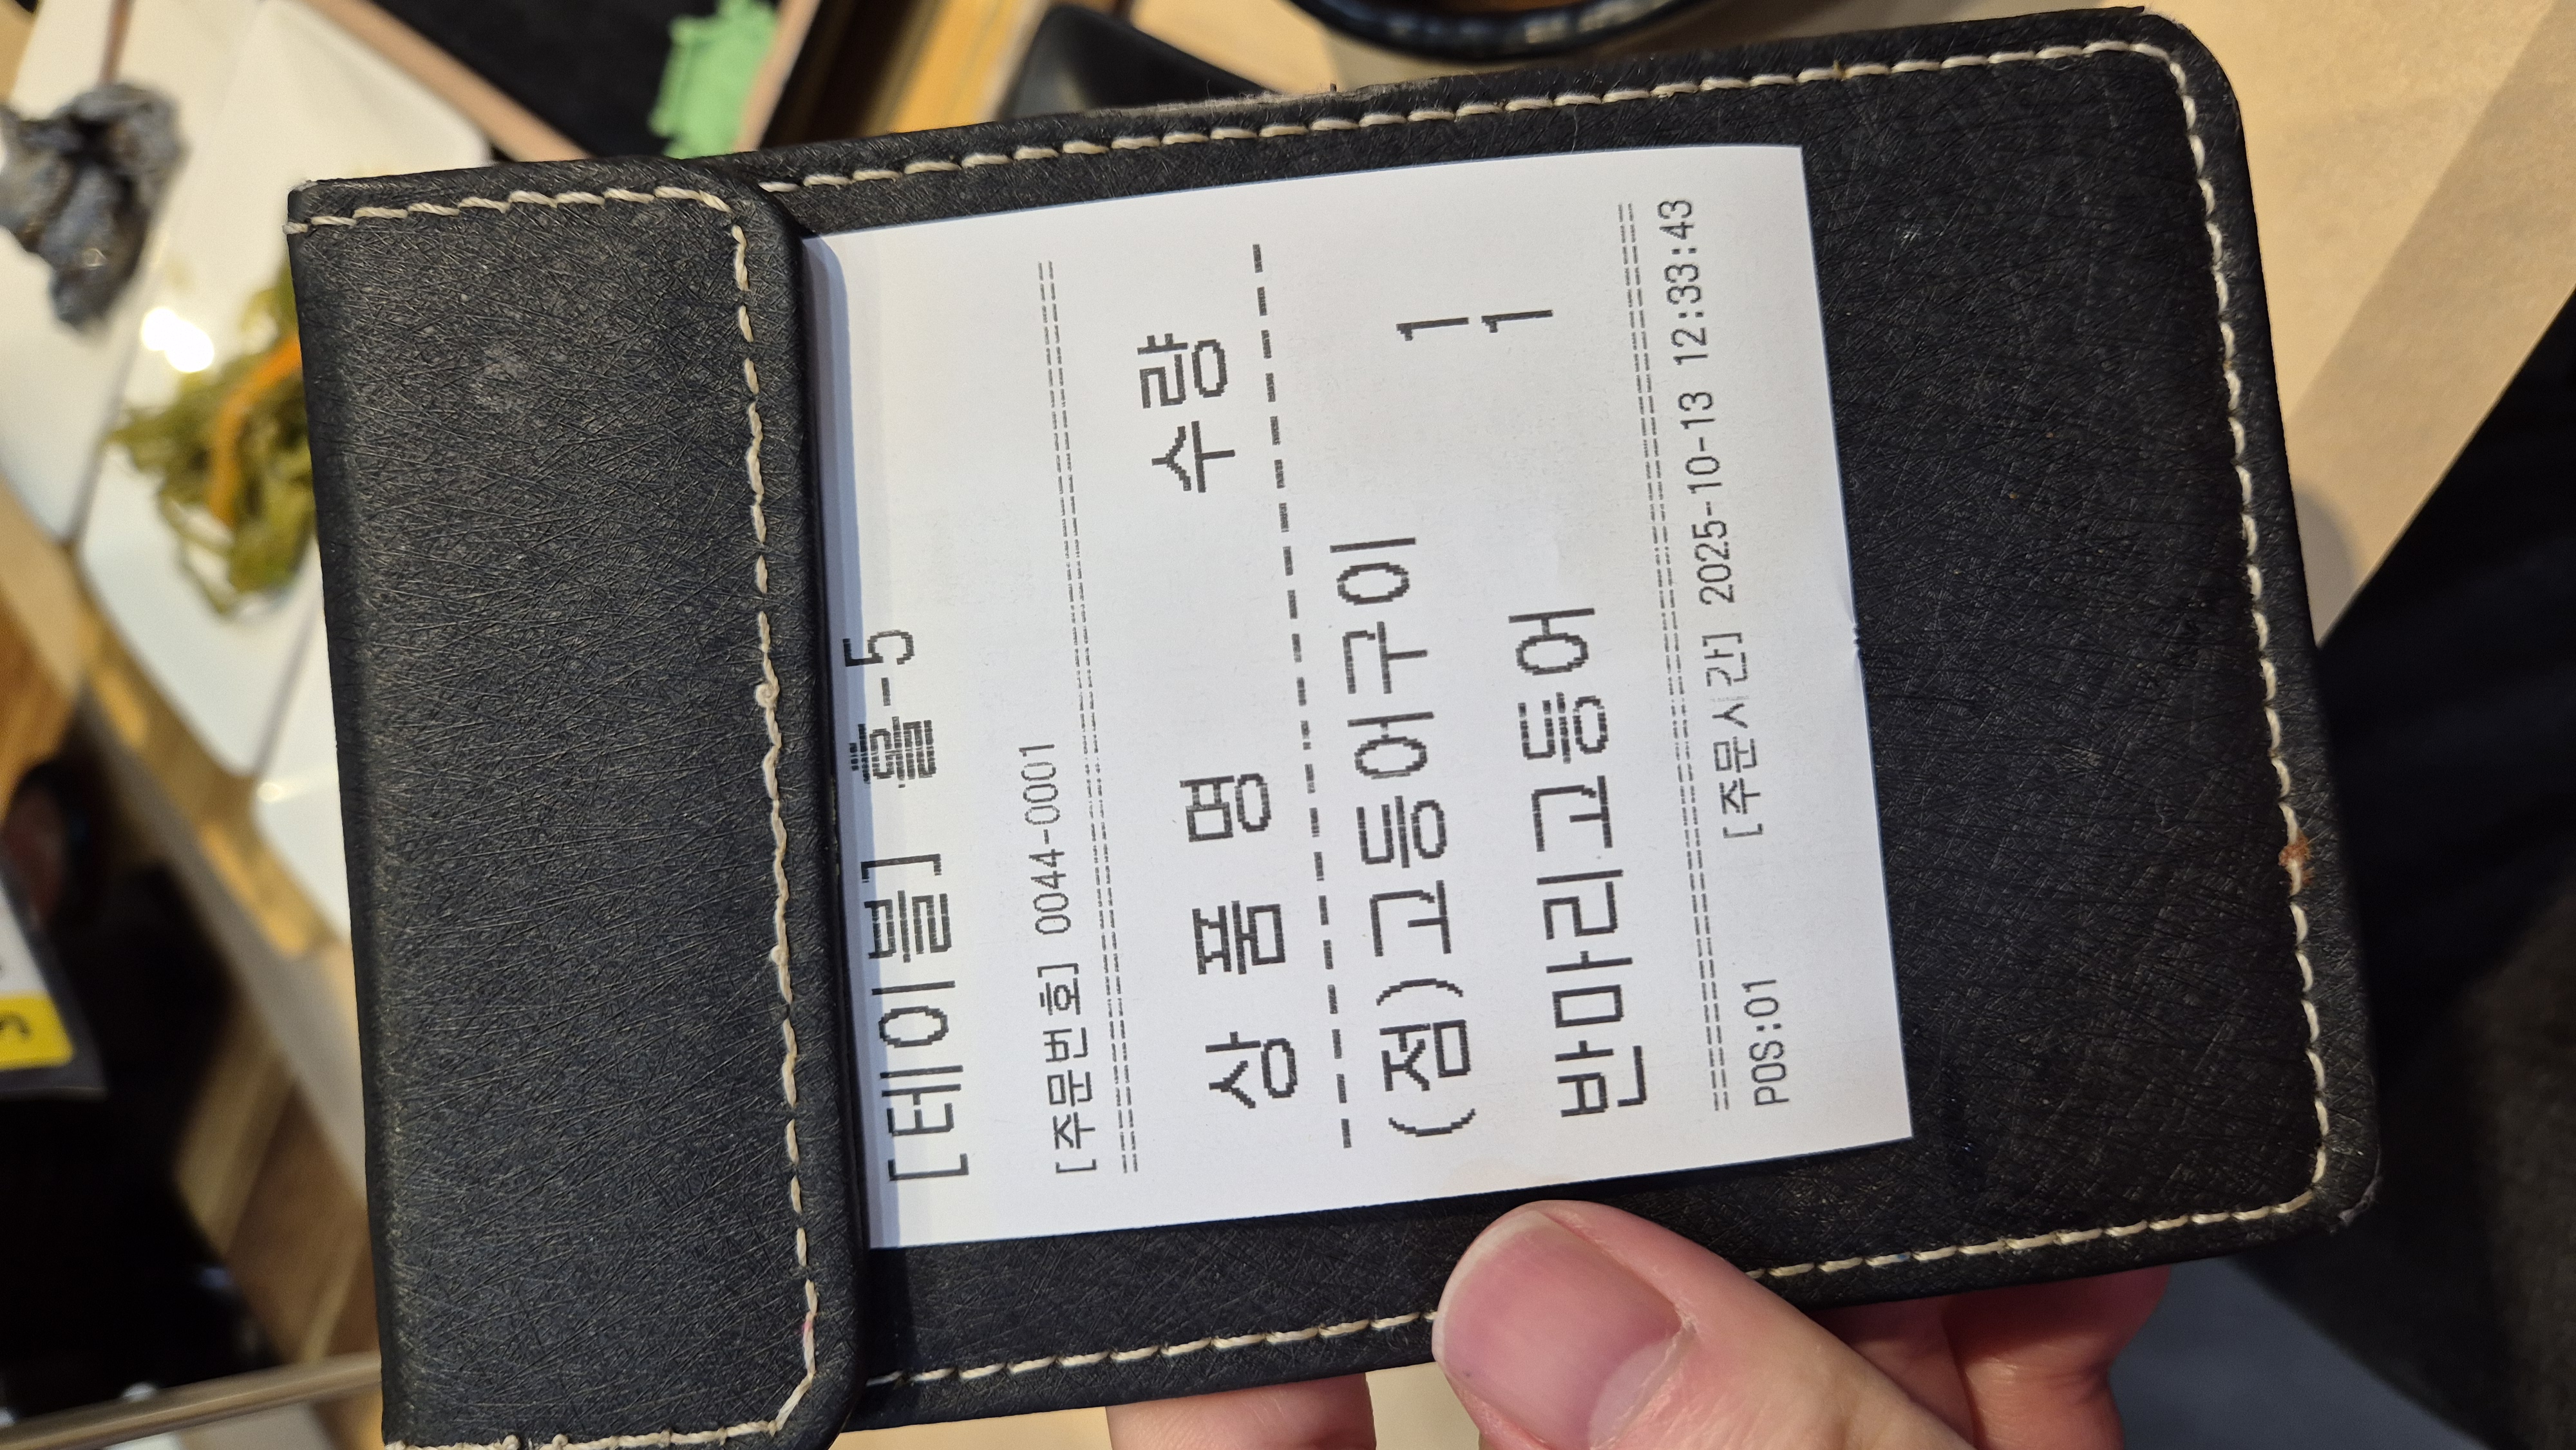 [테이블] 홀-5
[주문번호] 0044-0001
==========================================
상 품 명 수량
------------------------
(점)고등어구이 1
반마리고등어 1
==========================================
POS:01 [주문시간] 2025-10-13 12:33:43